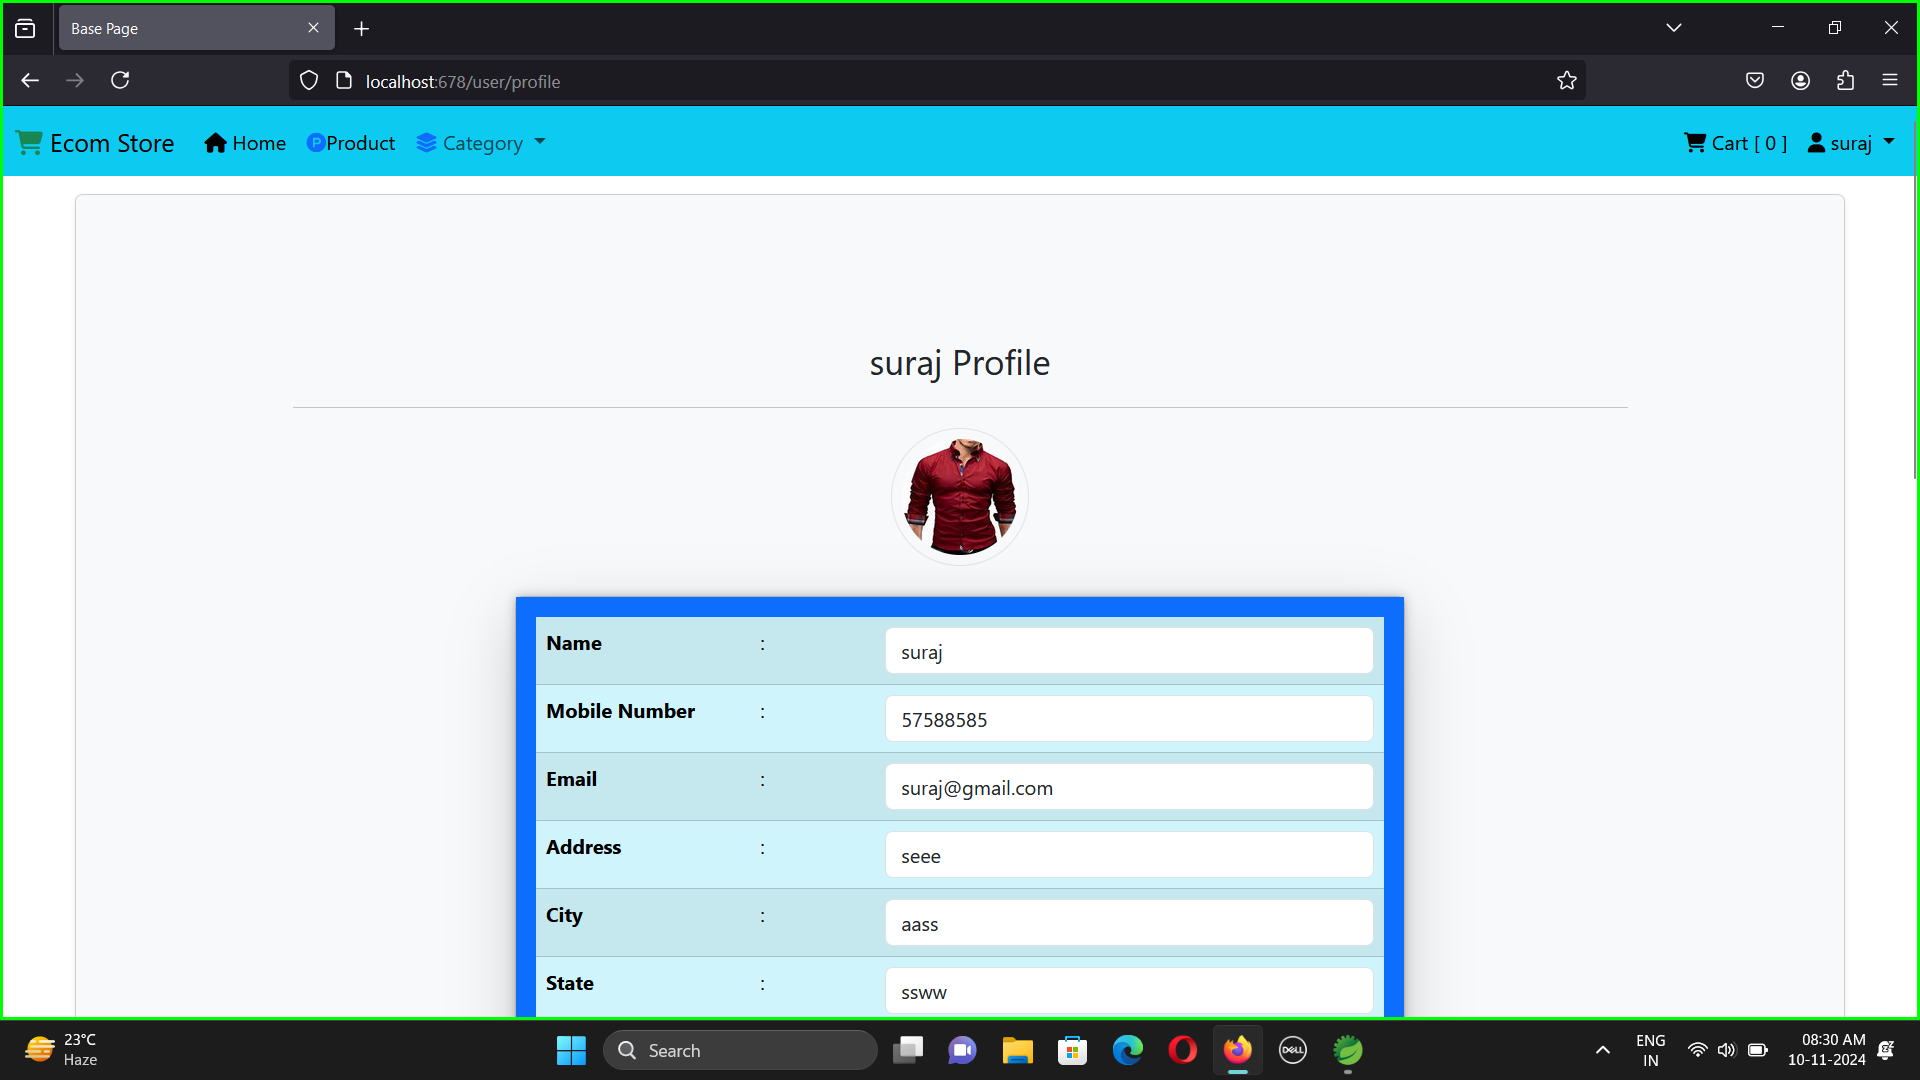 Base Page
localhost:678/user/profile
Ecom Store Home Product Category Cart [ 0 ] suraj
suraj Profile
Name : suraj
Mobile Number : 57588585
Email : suraj@gmail.com
Address : seee
City : aass
State : ssww
23°C
Haze
Search
DELL
ENG
IN
08:30 AM
10-11-2024